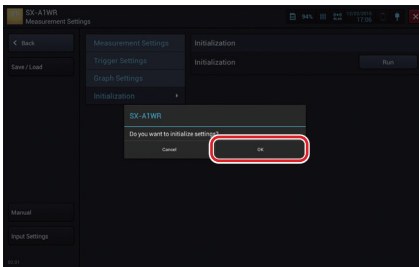 SX-A1WR
Measurement Settings
94%
17:06
Back
Save / Load
Manual
Input Settings
Measurement Settings
Trigger Settings
Graph Settings
Initialization
Initialization
Initialization
Run
SX-A1WR
Do you want to initialize settings?
Cancel
OK